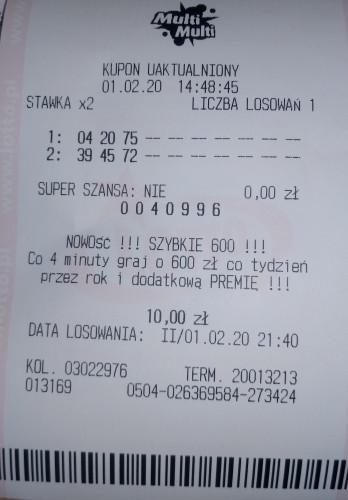 Multi
Multi
KUPON UAKTUALNIONY
01.02.20 14:48:45
STAWKA x2 LICZBA LOSOWAŃ 1
1: 04 20 75 -- -- -- -- -- -- --
2: 39 45 72 -- -- -- -- -- -- --
SUPER SZANSA: NIE 0,00 zł
0040996
NOWOŚĆ !!! SZYBKIE 600 !!!
Co 4 minuty graj o 600 zł co tydzień
przez rok i dodatkową PREMIĘ !!!
10,00 zł
DATA LOSOWANIA: II/01.02.20 21:40
KOL. 03022976 TERM. 20013213
013169 0504-026369584-273424